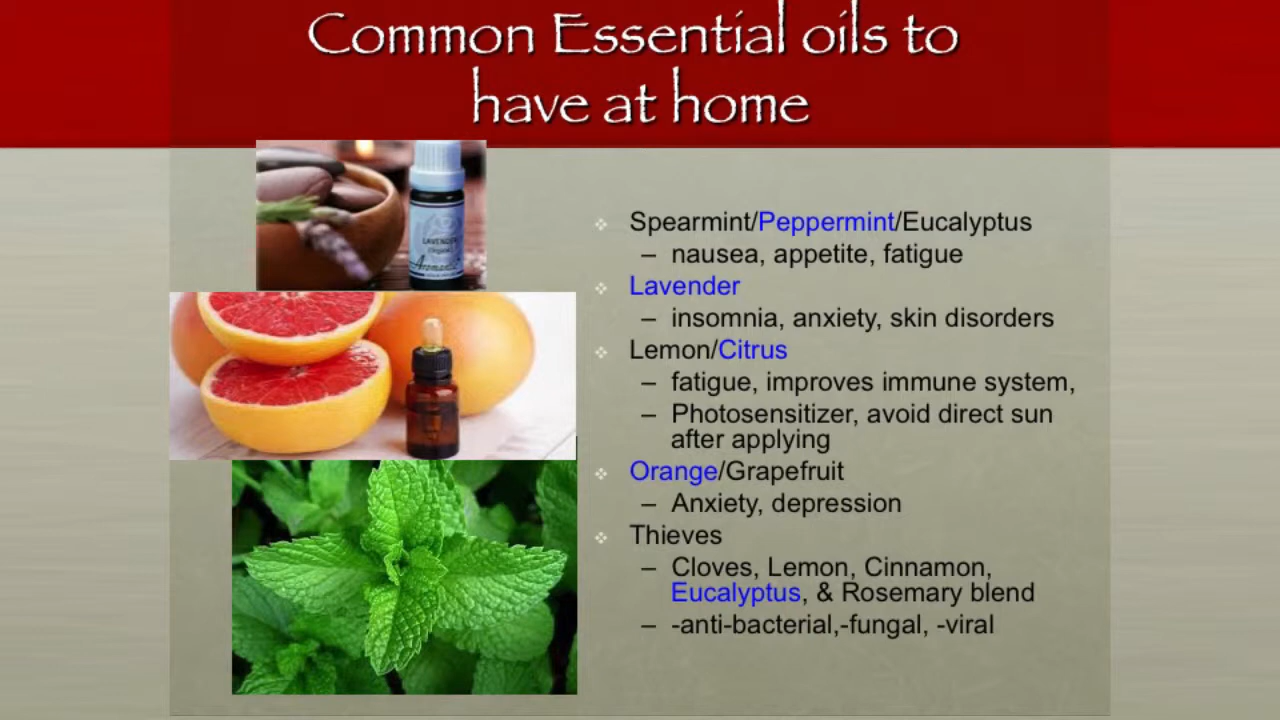 Common Essential oils to
have at home
LAVENDER
Spearmint/Peppermint/Eucalyptus
– nausea, appetite, fatigue
Lavender
– insomnia, anxiety, skin disorders
Lemon/Citrus
– fatigue, improves immune system,
– Photosensitizer, avoid direct sun
after applying
Orange/Grapefruit
– Anxiety, depression
Thieves
– Cloves, Lemon, Cinnamon,
Eucalyptus, & Rosemary blend
– -anti-bacterial,-fungal, -viral